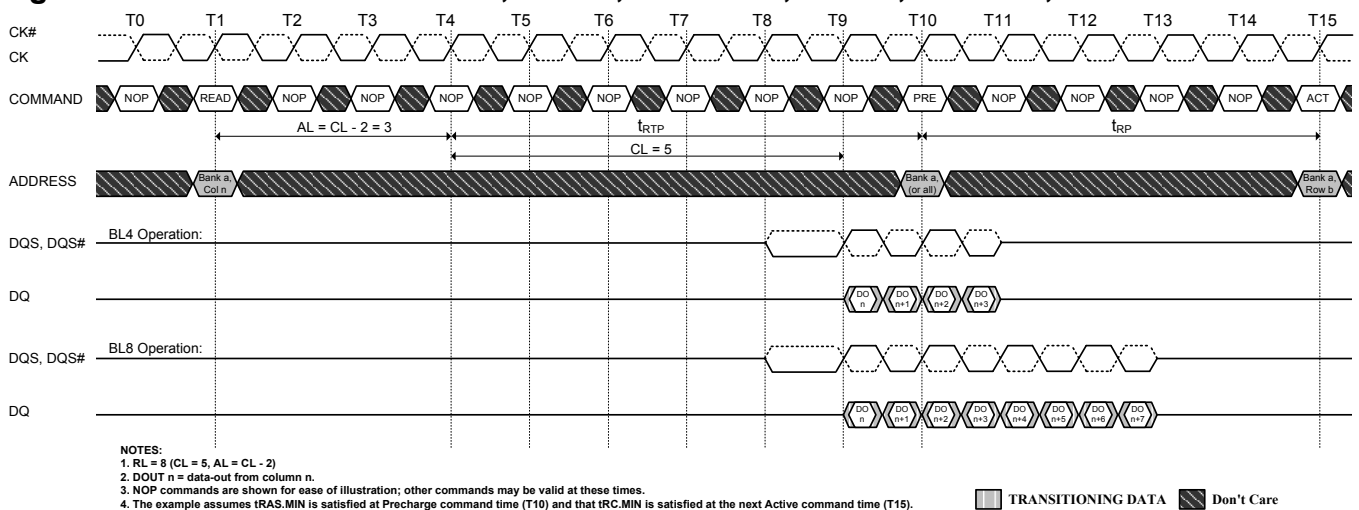 T0 T1 T2 T3 T4 T5 T6 T7 T8 T9 T10 T11 T12 T13 T14 T15
CK#
CK
COMMAND NOP READ NOP NOP NOP NOP NOP NOP NOP NOP PRE NOP NOP NOP NOP ACT
AL = CL - 2 = 3 tRTP tRP
CL = 5
ADDRESS Bank a, Col n Bank a, (or all) Bank a, Row b
DQS, DQS# BL4 Operation:
DQ DO n DO n+1 DO n+2 DO n+3
DQS, DQS# BL8 Operation:
DQ DO n DO n+1 DO n+2 DO n+3 DO n+4 DO n+5 DO n+6 DO n+7
NOTES:
1. RL = 8 (CL = 5, AL = CL - 2)
2. DOUT n = data-out from column n.
3. NOP commands are shown for ease of illustration; other commands may be valid at these times.
4. The example assumes tRAS.MIN is satisfied at Precharge command time (T10) and that tRC.MIN is satisfied at the next Active command time (T15).
TRANSITIONING DATA Don't Care